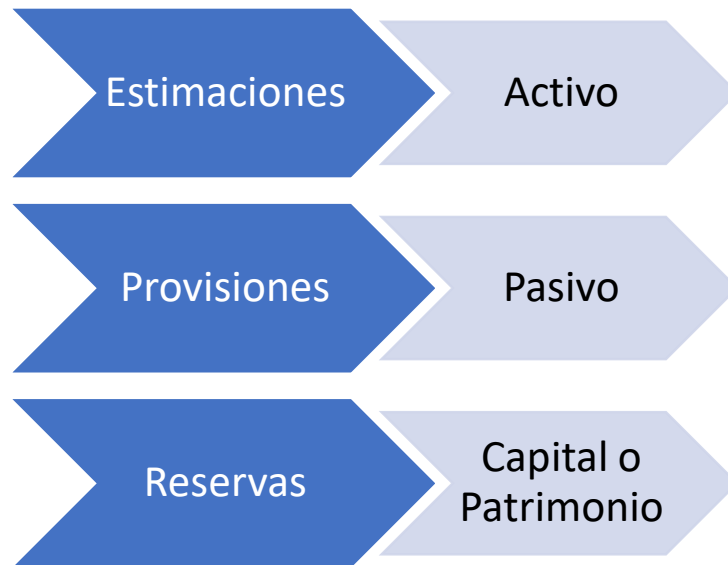 Estimaciones
Activo
Provisiones
Pasivo
Reservas
Capital o
Patrimonio